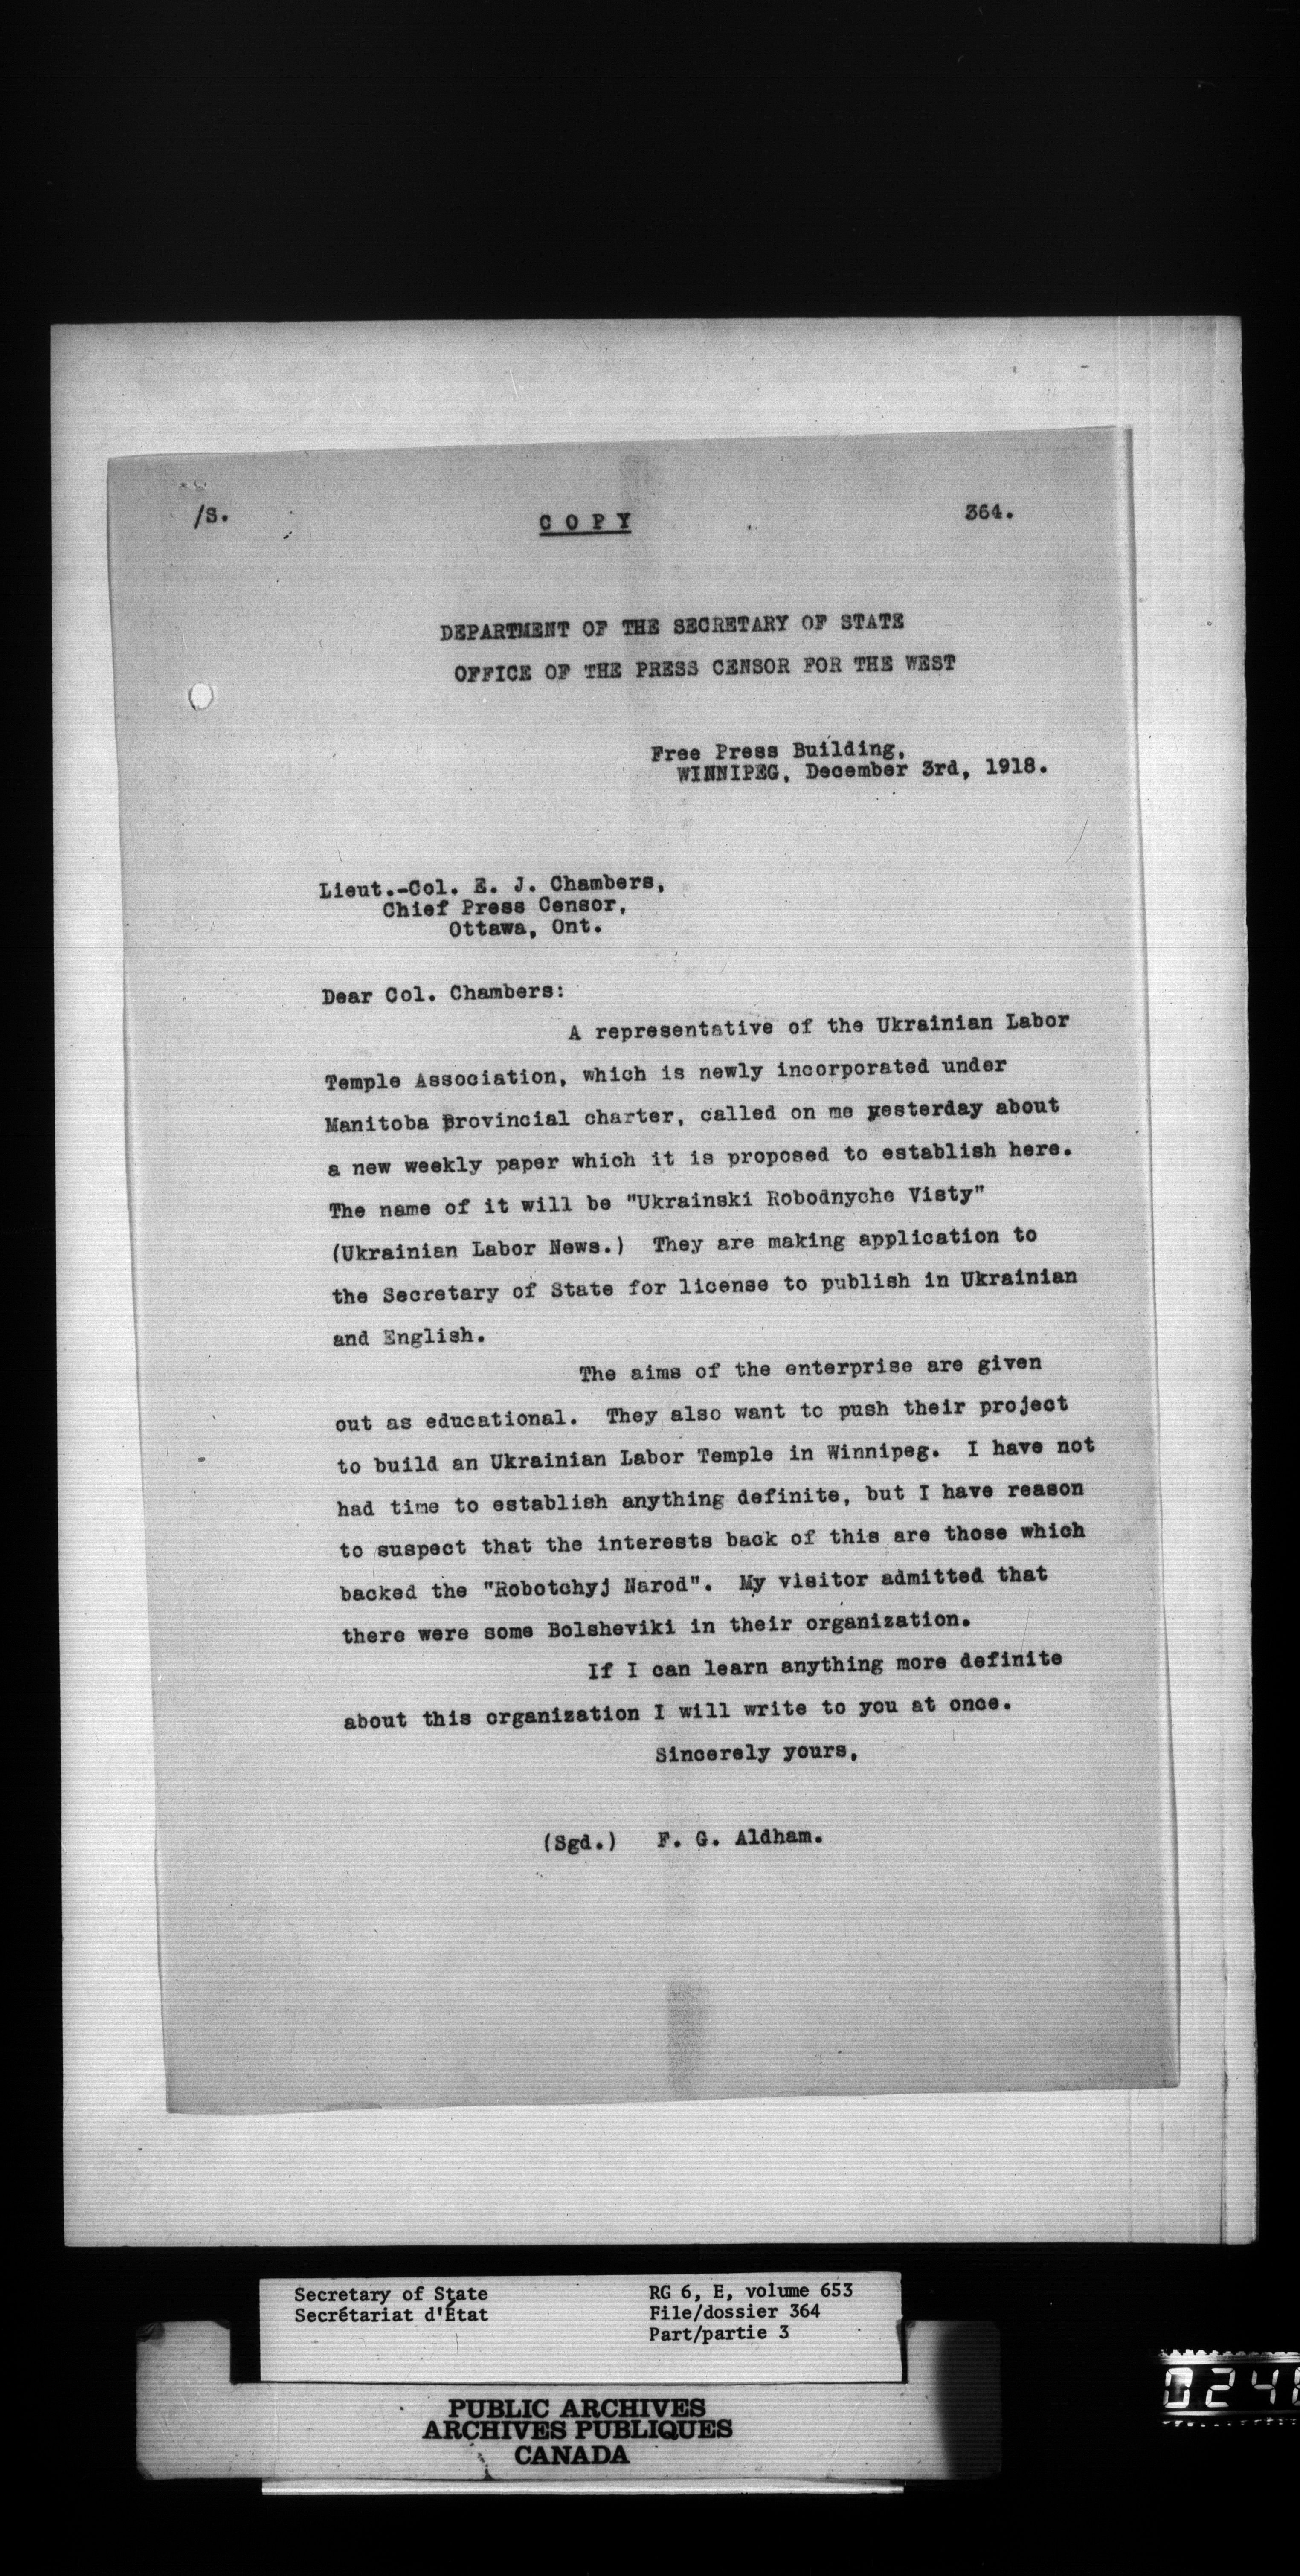 /S.
C O P Y
364.
DEPARTMENT OF THE SECRETARY OF STATE
OFFICE OF THE PRESS CENSOR FOR THE WEST
Free Press Building,
WINNIPEG, December 3rd, 1918.
Lieut.-Col. E. J. Chambers,
Chief Press Censor,
Ottawa, Ont.
Dear Col. Chambers:
A representative of the Ukrainian Labor
Temple Association, which is newly incorporated under
Manitoba Provincial charter, called on me yesterday about
a new weekly paper which it is proposed to establish here.
The name of it will be "Ukrainski Robodnyche Visty"
(Ukrainian Labor News.) They are making application to
the Secretary of State for license to publish in Ukrainian
and English.
The aims of the enterprise are given
out as educational. They also want to push their project
to build an Ukrainian Labor Temple in Winnipeg. I have not
had time to establish anything definite, but I have reason
to suspect that the interests back of this are those which
backed the "Robotchyj Narod". My visitor admitted that
there were some Bolsheviki in their organization.
If I can learn anything more definite
about this organization I will write to you at once.
Sincerely yours,
(Sgd.) F. G. Aldham.
Secretary of State
Secrétariat d'État
RG 6, E, volume 653
File/dossier 364
Part/partie 3
PUBLIC ARCHIVES
ARCHIVES PUBLIQUES
CANADA